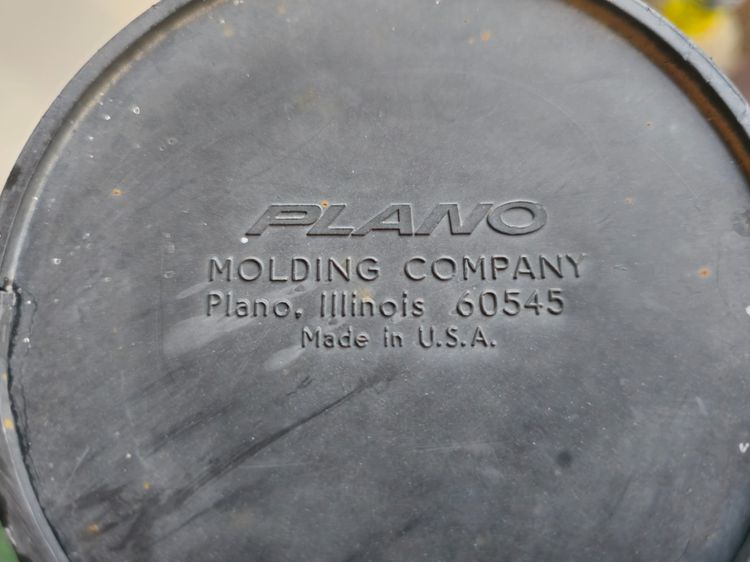 PLANO
MOLDING COMPANY
Plano, Illinois 60545
Made in U.S.A.